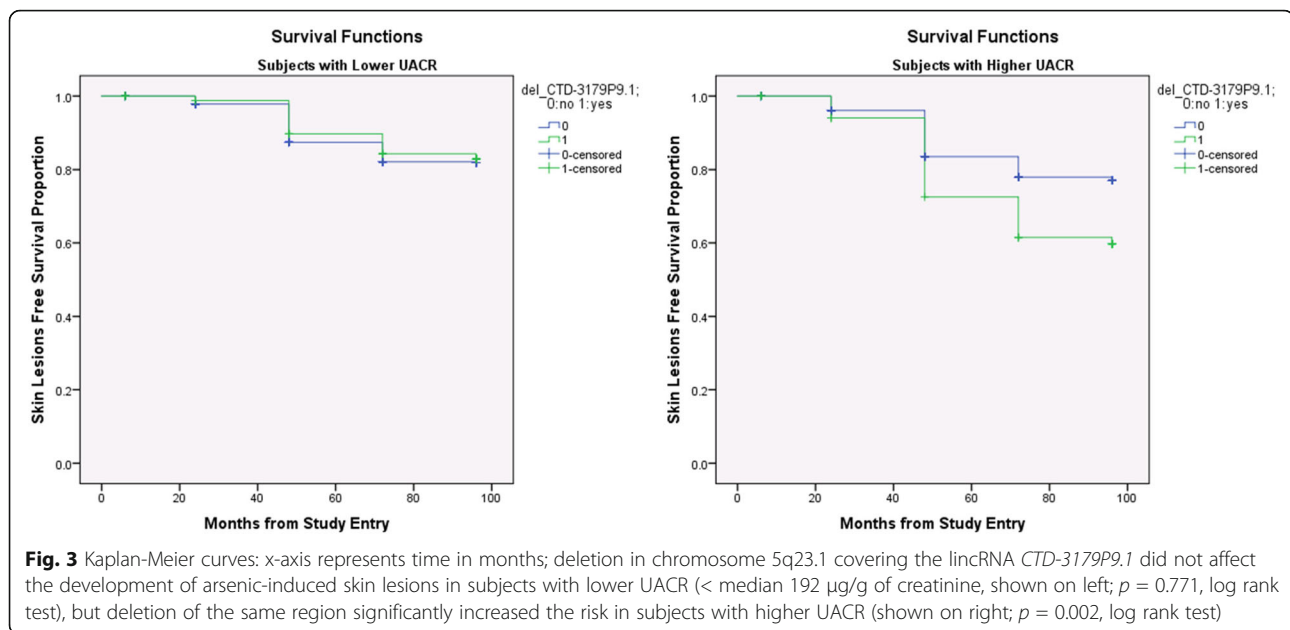 Survival Functions
Subjects with Lower UACR
del_CTD-3179P9.1;
0:no 1:yes
0
1
0-censored
1-censored
Skin Lesions Free Survival Proportion
1.0
0.8
0.6
0.4
0.2
0.0
0 20 40 60 80 100
Months from Study Entry
Survival Functions
Subjects with Higher UACR
del_CTD-3179P9.1;
0:no 1:yes
0
1
0-censored
1-censored
Skin Lesions Free Survival Proportion
1.0
0.8
0.6
0.4
0.2
0.0
0 20 40 60 80 100
Months from Study Entry
Fig. 3 Kaplan-Meier curves: x-axis represents time in months; deletion in chromosome 5q23.1 covering the lincRNA CTD-3179P9.1 did not affect
the development of arsenic-induced skin lesions in subjects with lower UACR (< median 192 μg/g of creatinine, shown on left; p = 0.771, log rank
test), but deletion of the same region significantly increased the risk in subjects with higher UACR (shown on right; p = 0.002, log rank test)